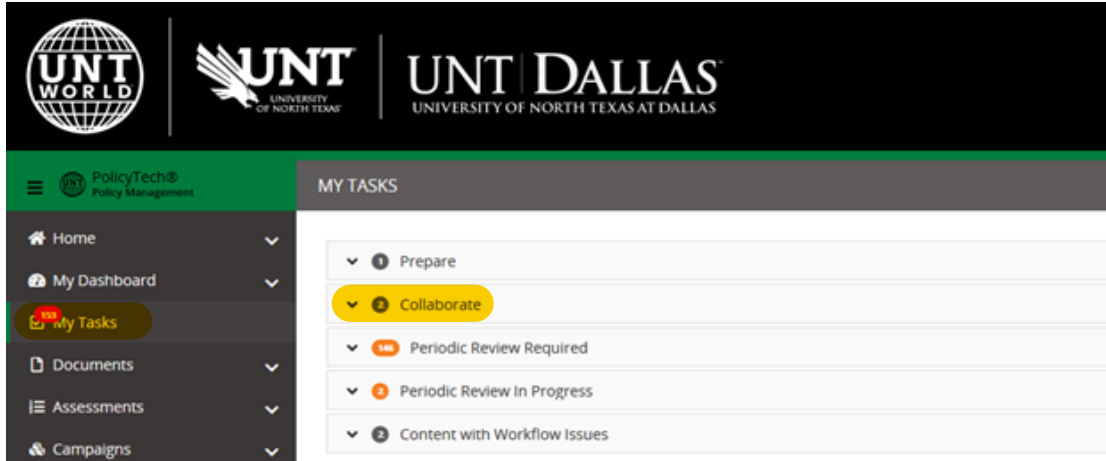 UNT
WORLD
UNT
UNIVERSITY
OF NORTH TEXAS®
UNT DALLAS
UNIVERSITY OF NORTH TEXAS AT DALLAS
PolicyTech®
Policy Management
MY TASKS
Home
My Dashboard
153
My Tasks
Documents
Assessments
Campaigns
1 Prepare
2 Collaborate
146 Periodic Review Required
2 Periodic Review In Progress
2 Content with Workflow Issues